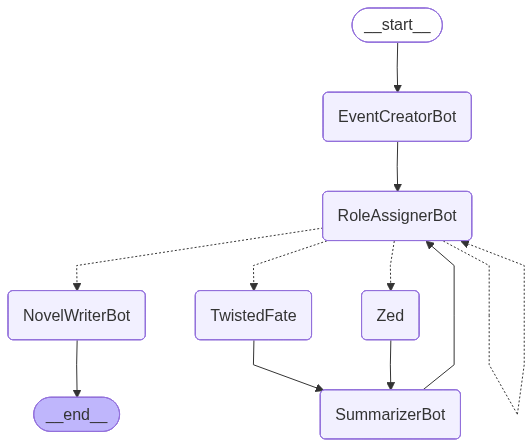 __start__
EventCreatorBot
RoleAssignerBot
NovelWriterBot
TwistedFate
Zed
__end__
SummarizerBot